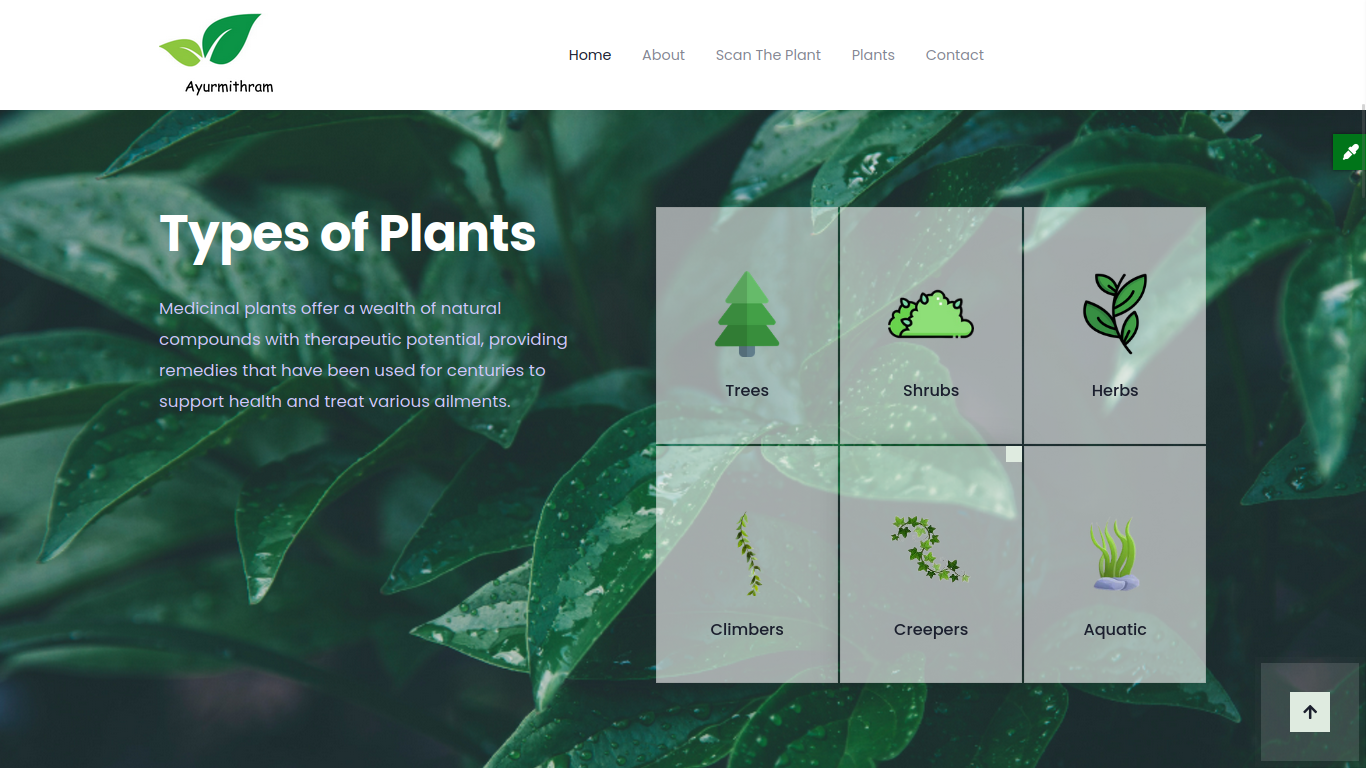 Ayurmithram
Home About Scan The Plant Plants Contact
Types of Plants
Medicinal plants offer a wealth of natural
compounds with therapeutic potential, providing
remedies that have been used for centuries to
support health and treat various ailments.
Trees Shrubs Herbs
Climbers Creepers Aquatic